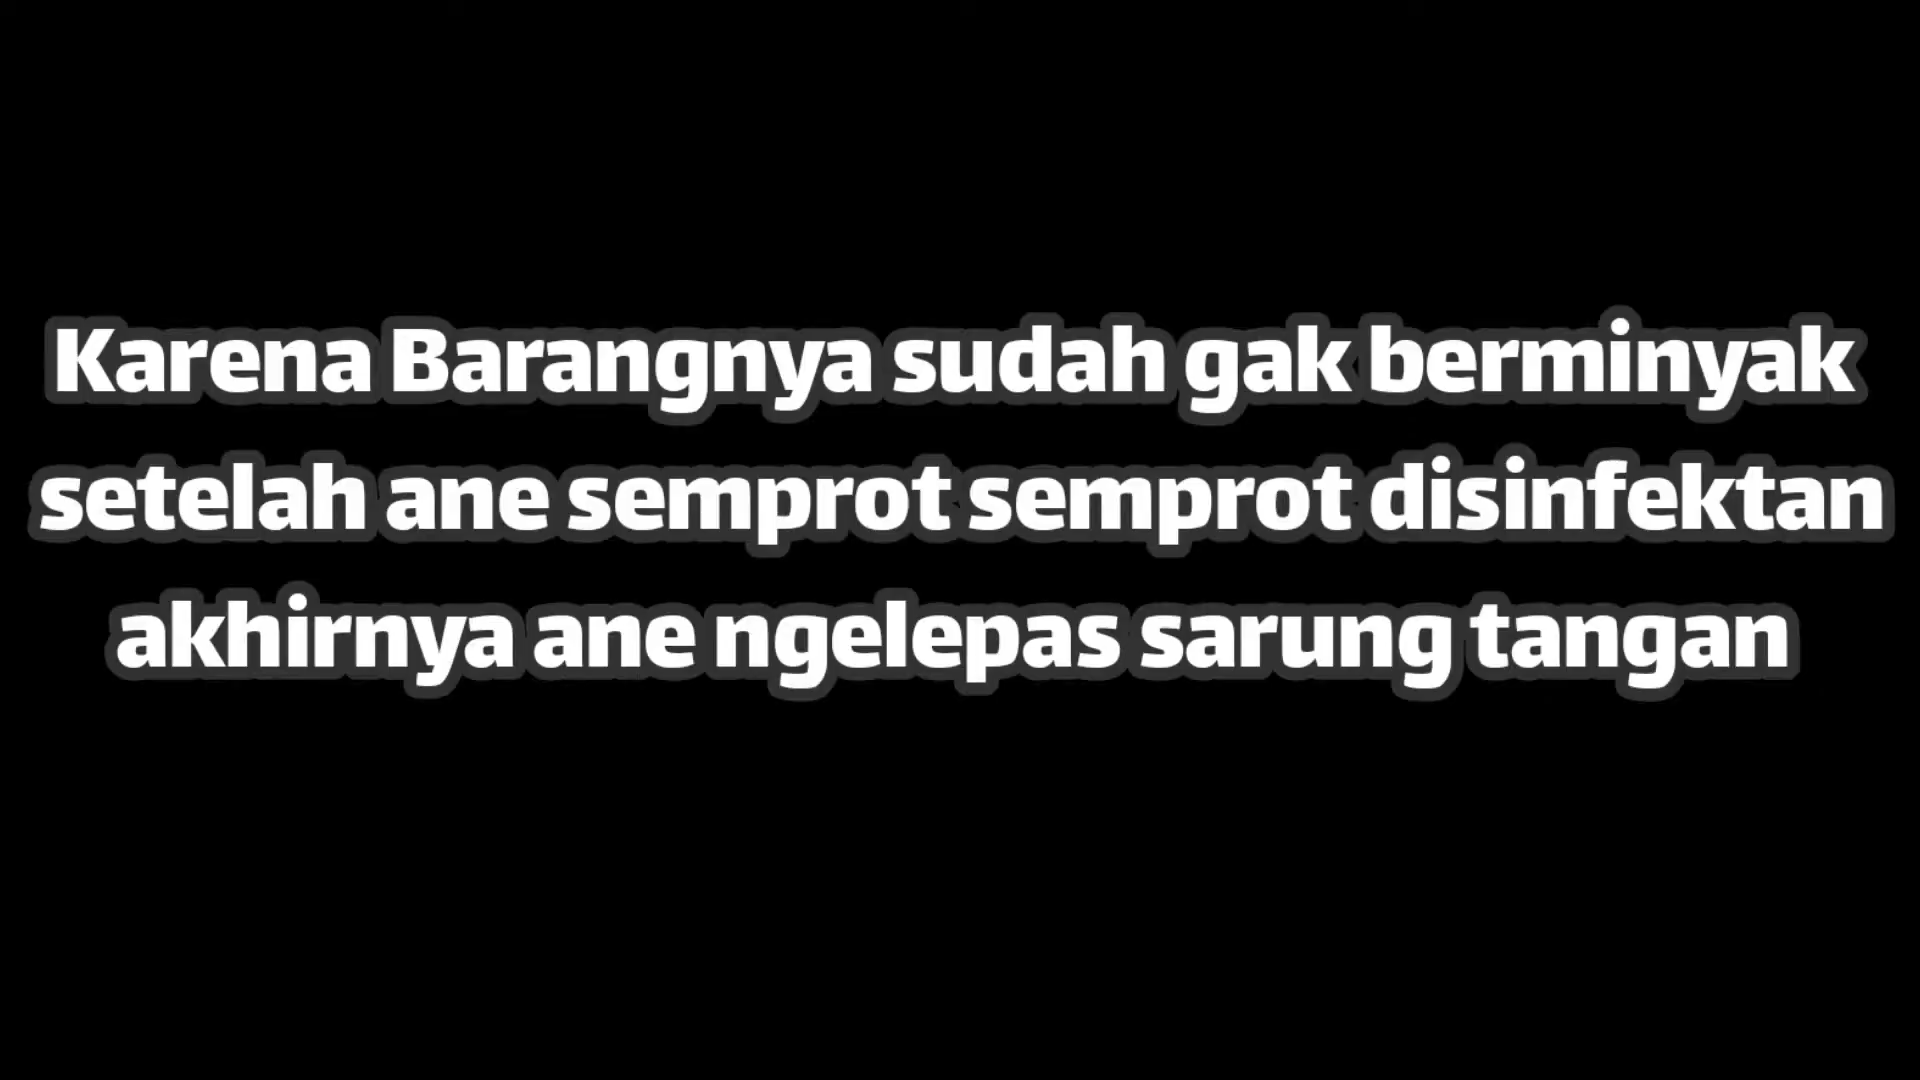 Karena Barangnya sudah gak berminyak
setelah ane semprot semprot disinfektan
akhirnya ane ngelepas sarung tangan